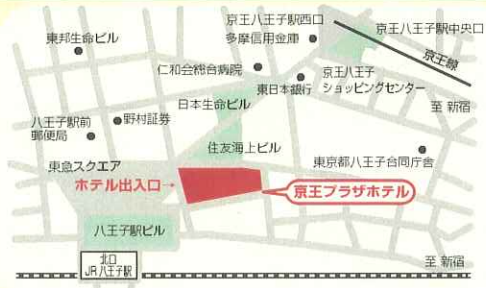 京王八王子駅西口
多摩信用金庫
京王八王子駅中央口
東邦生命ビル
京王線
仁和会総合病院
東日本銀行
京王八王子
ショッピングセンター
至 新宿
日本生命ビル
八王子駅前
郵便局
野村証券
住友海上ビル
東京都八王子合同庁舎
東急スクエア
ホテル出入口→
京王プラザホテル
八王子駅ビル
北口
JR八王子駅
至 新宿